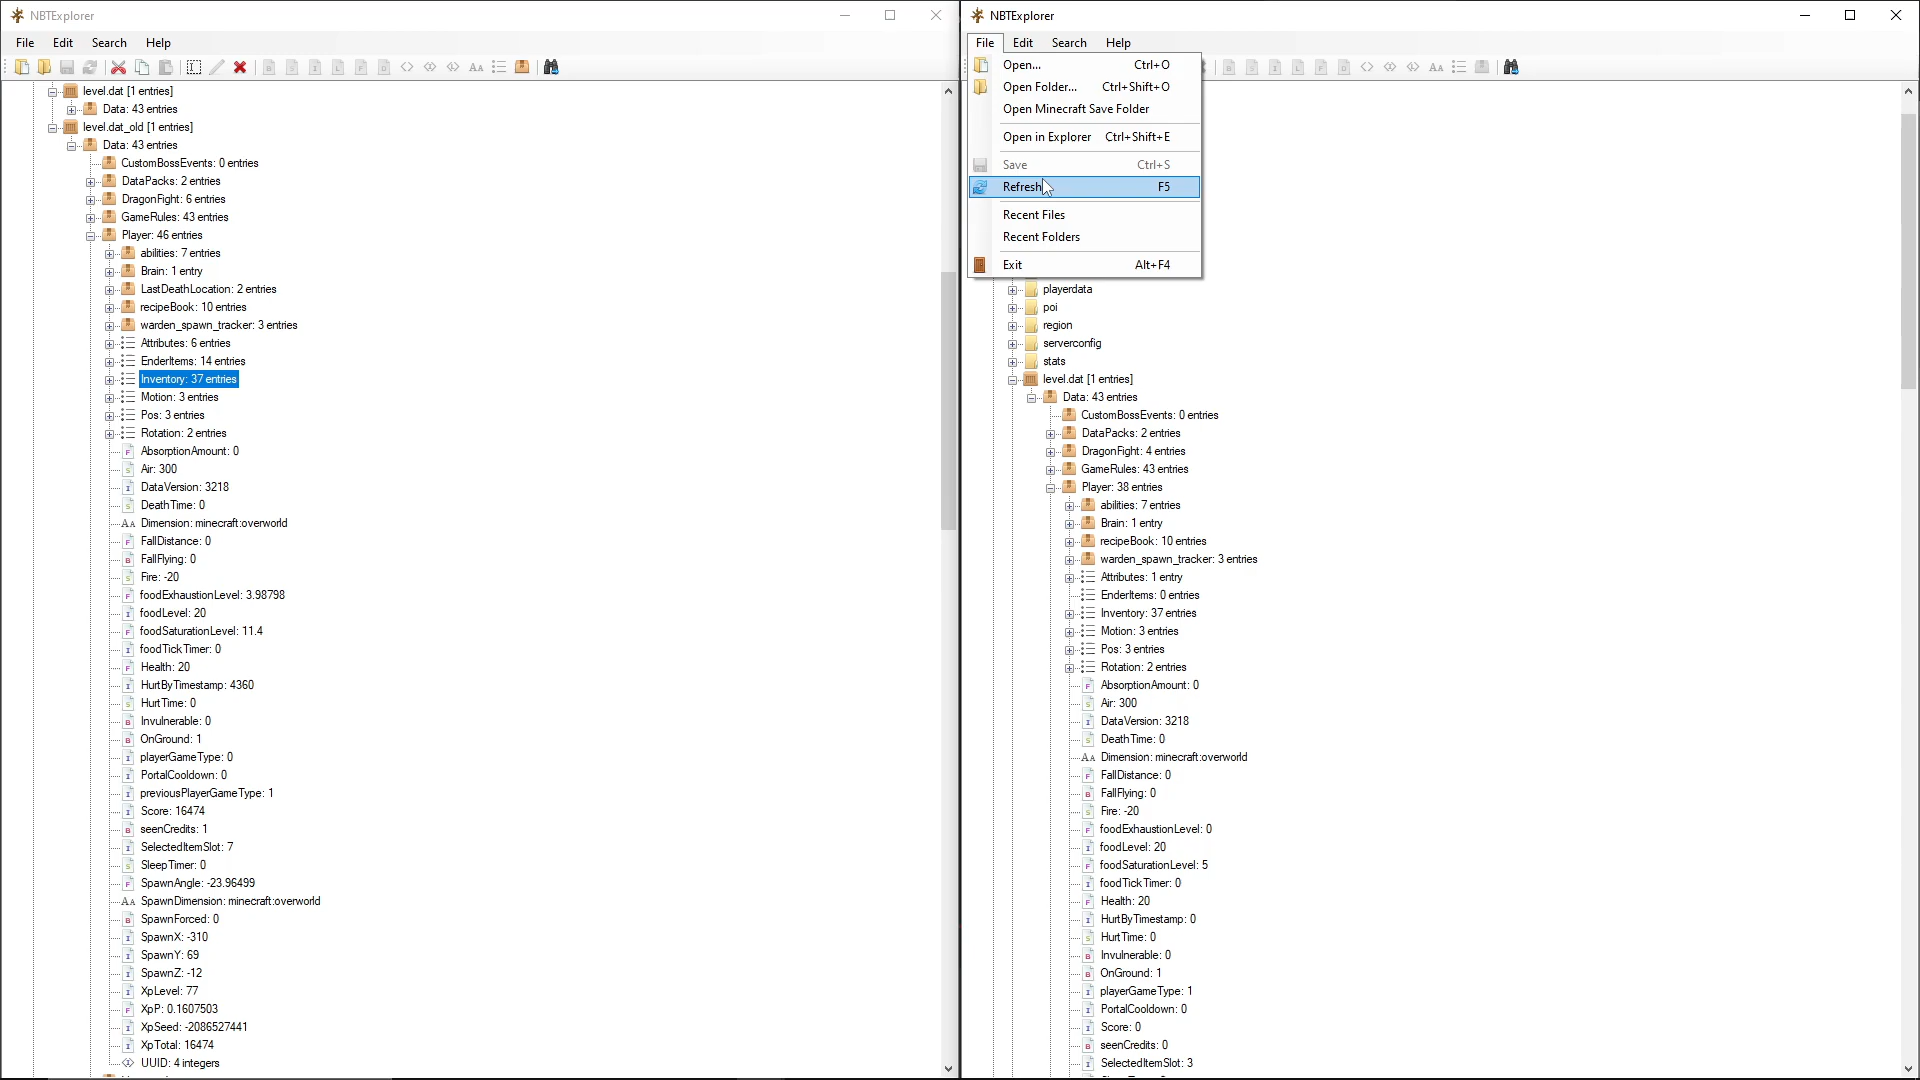 NBTExplorer
File Edit Search Help
level.dat [1 entries]
Data: 43 entries
level.dat_old [1 entries]
Data: 43 entries
CustomBossEvents: 0 entries
DataPacks: 2 entries
DragonFight: 6 entries
GameRules: 43 entries
Player: 46 entries
abilities: 7 entries
Brain: 1 entry
LastDeathLocation: 2 entries
recipeBook: 10 entries
warden_spawn_tracker: 3 entries
Attributes: 6 entries
EnderItems: 14 entries
Inventory: 37 entries
Motion: 3 entries
Pos: 3 entries
Rotation: 2 entries
AbsorptionAmount: 0
Air: 300
DataVersion: 3218
DeathTime: 0
Dimension: minecraft:overworld
FallDistance: 0
FallFlying: 0
Fire: -20
foodExhaustionLevel: 3.98798
foodLevel: 20
foodSaturationLevel: 11.4
foodTickTimer: 0
Health: 20
HurtByTimestamp: 4360
HurtTime: 0
Invulnerable: 0
OnGround: 1
playerGameType: 0
PortalCooldown: 0
previousPlayerGameType: 1
Score: 16474
seenCredits: 1
SelectedItemSlot: 7
SleepTimer: 0
SpawnAngle: -23.96499
SpawnDimension: minecraft:overworld
SpawnForced: 0
SpawnX: -310
SpawnY: 69
SpawnZ: -12
XpLevel: 77
XpP: 0.1607503
XpSeed: -2086527441
XpTotal: 16474
UUID: 4 integers
NBTExplorer
File Edit Search Help
Open... Ctrl+O
Open Folder... Ctrl+Shift+O
Open Minecraft Save Folder
Open in Explorer Ctrl+Shift+E
Save Ctrl+S
Refresh F5
Recent Files
Recent Folders
Exit Alt+F4
playerdata
poi
region
serverconfig
stats
level.dat [1 entries]
Data: 43 entries
CustomBossEvents: 0 entries
DataPacks: 2 entries
DragonFight: 4 entries
GameRules: 43 entries
Player: 38 entries
abilities: 7 entries
Brain: 1 entry
recipeBook: 10 entries
warden_spawn_tracker: 3 entries
Attributes: 1 entry
EnderItems: 0 entries
Inventory: 37 entries
Motion: 3 entries
Pos: 3 entries
Rotation: 2 entries
AbsorptionAmount: 0
Air: 300
DataVersion: 3218
DeathTime: 0
Dimension: minecraft:overworld
FallDistance: 0
FallFlying: 0
Fire: -20
foodExhaustionLevel: 0
foodLevel: 20
foodSaturationLevel: 5
foodTickTimer: 0
Health: 20
HurtByTimestamp: 0
HurtTime: 0
Invulnerable: 0
OnGround: 1
playerGameType: 1
PortalCooldown: 0
Score: 0
seenCredits: 0
SelectedItemSlot: 3